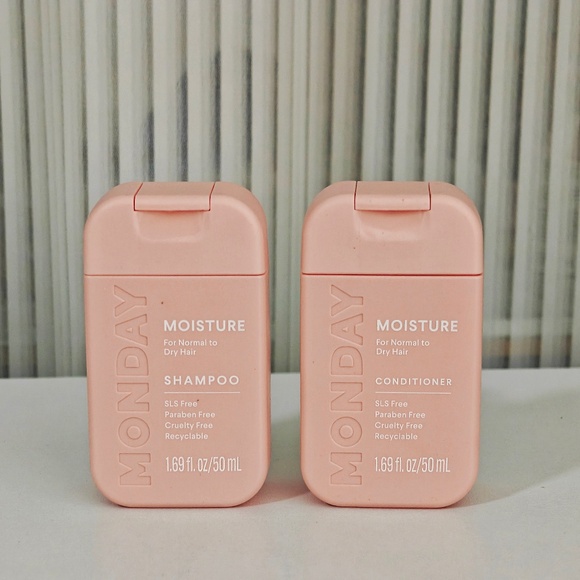 MONDAY
MOISTURE
For Normal to
Dry Hair
SHAMPOO
SLS Free
Paraben Free
Cruelty Free
Recyclable
1.69 fl. oz/50 mL
MONDAY
MOISTURE
For Normal to
Dry Hair
CONDITIONER
SLS Free
Paraben Free
Cruelty Free
Recyclable
1.69 fl. oz/50 mL